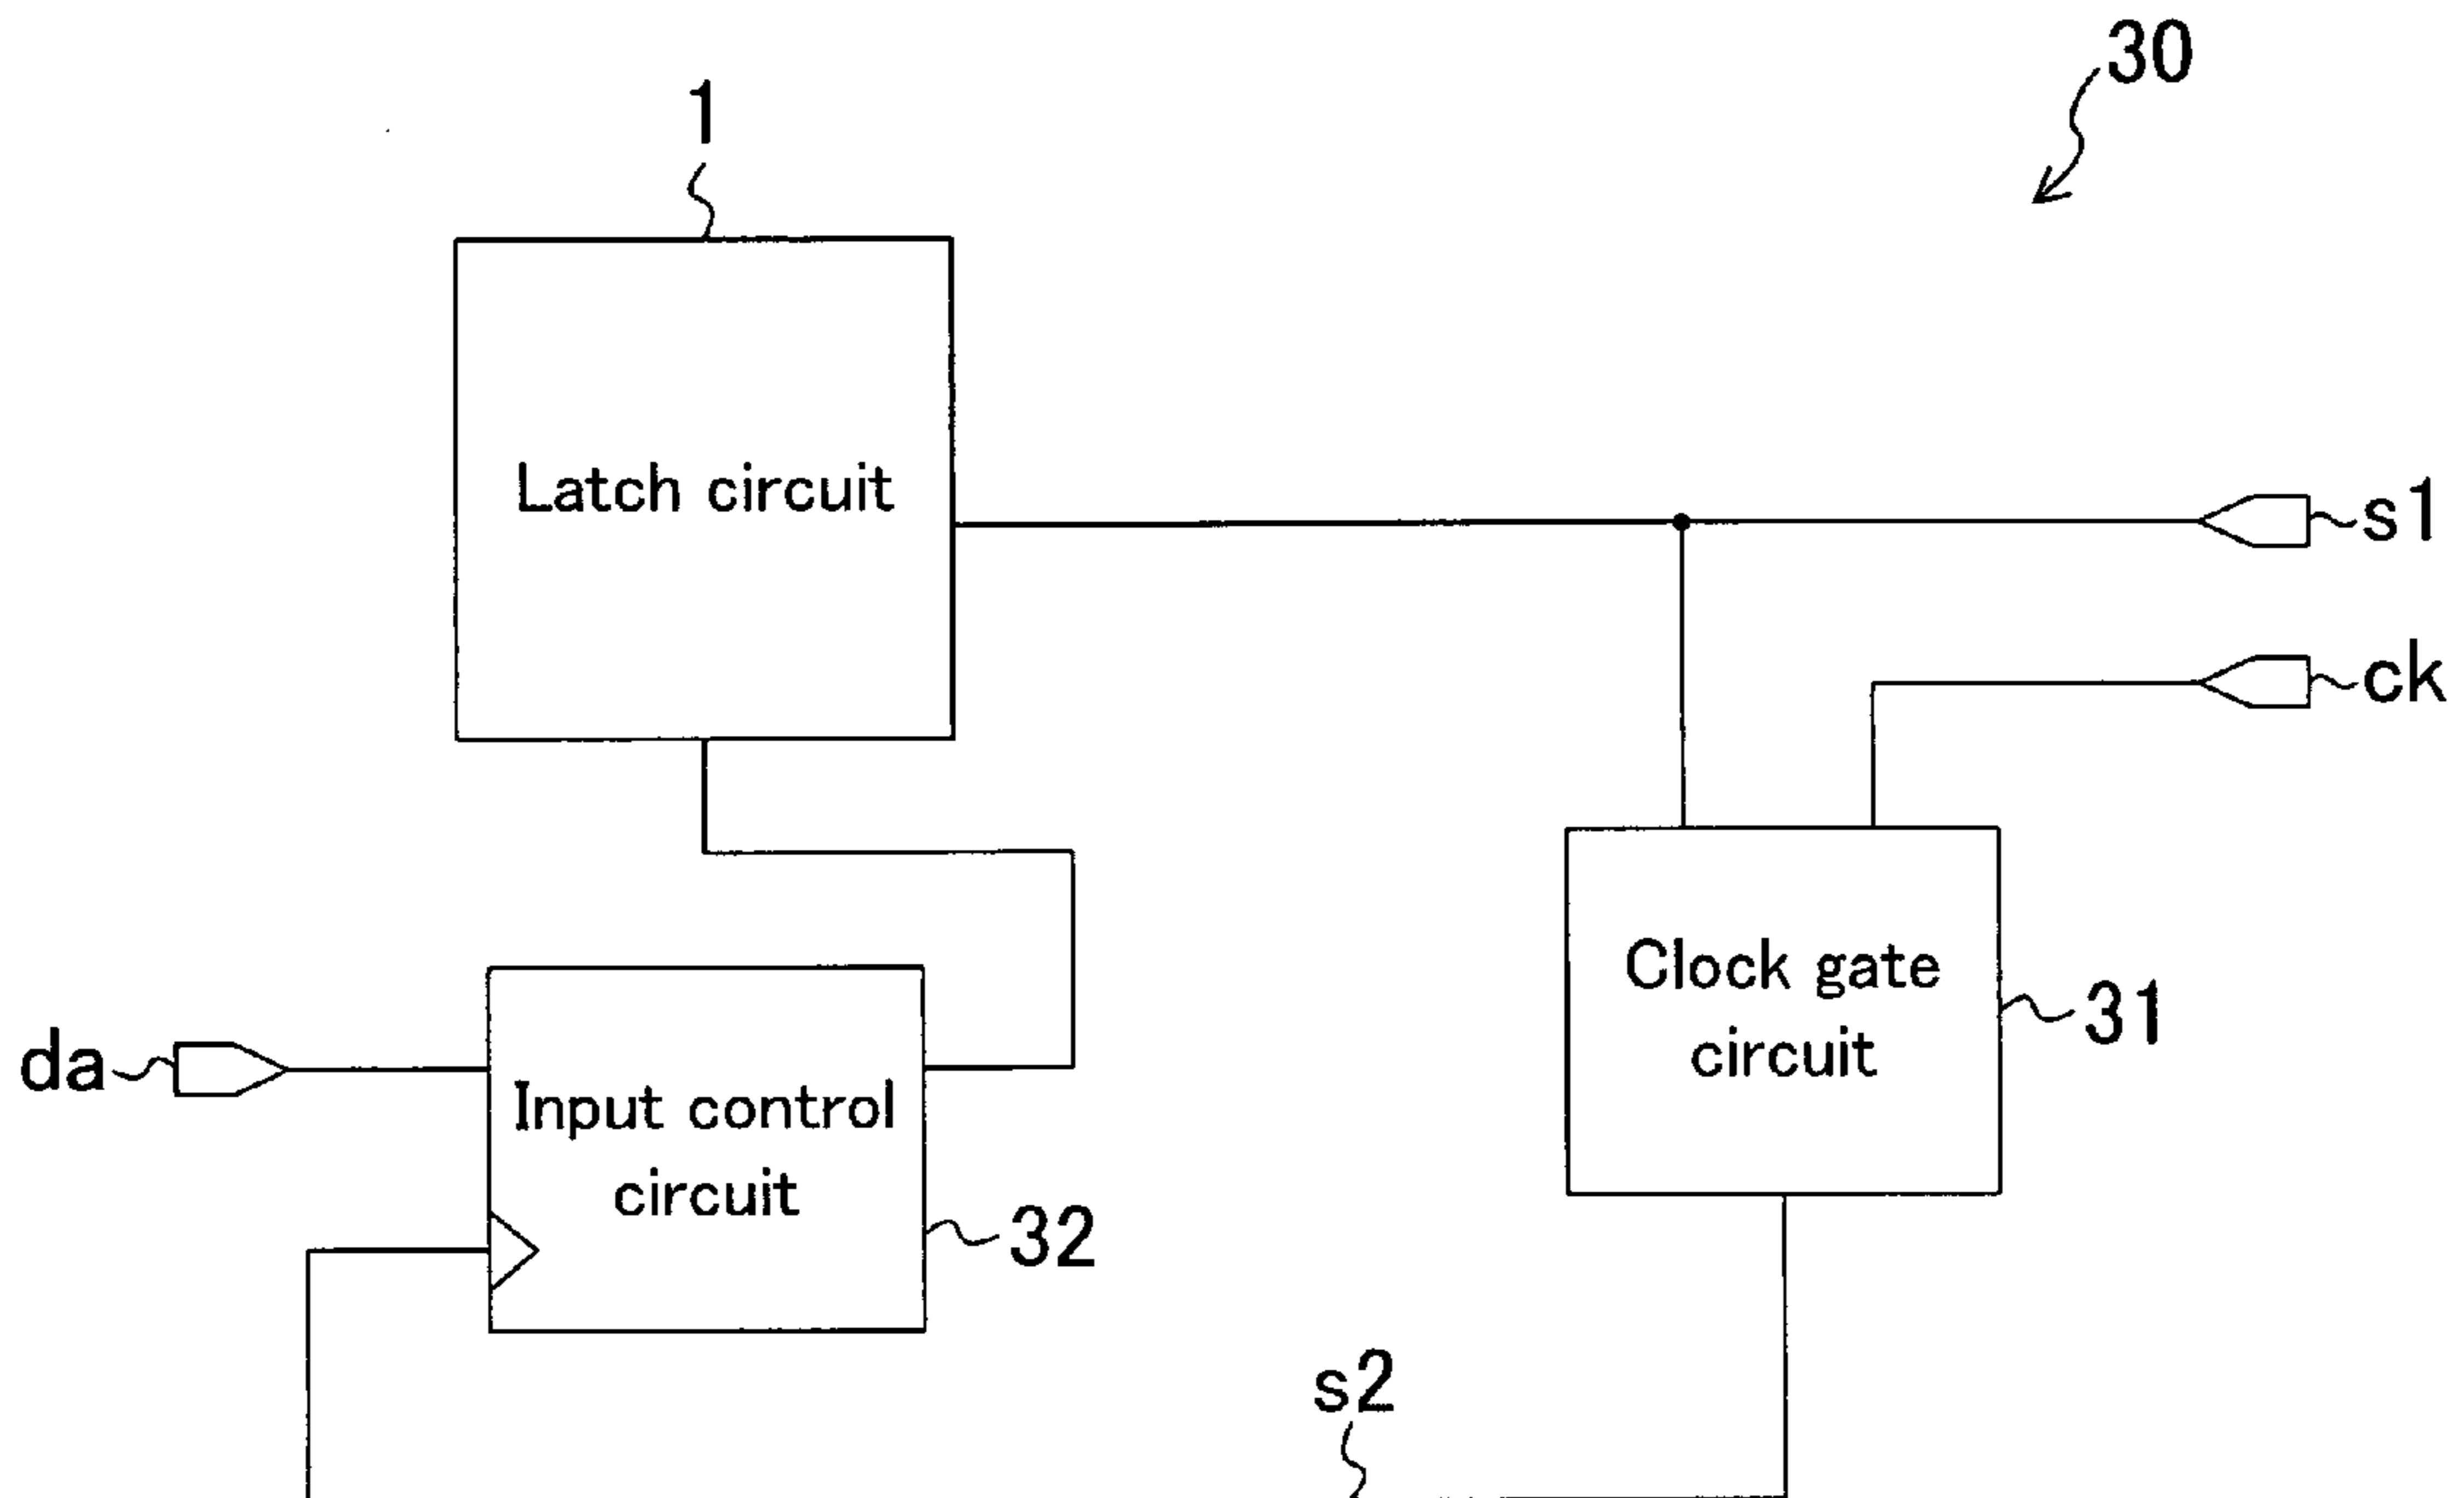 30
1
Latch circuit
s1
ck
Clock gate
circuit
31
da
Input control
circuit
32
s2